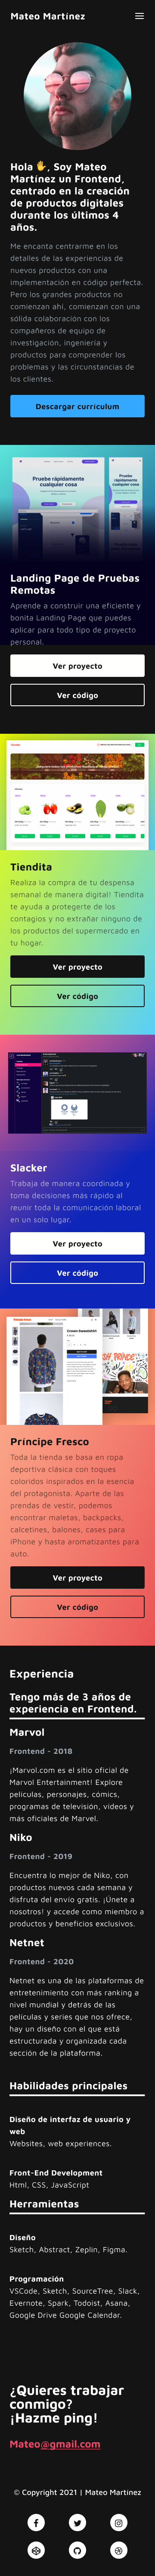 Mateo Martínez
Hola ✋, Soy Mateo
Martínez un Frontend,
centrado en la creación
de productos digitales
durante los últimos 4
años.
Me encanta centrarme en los
detalles de las experiencias de
nuevos productos con una
implementación en código perfecta.
Pero los grandes productos no
comienzan ahí, comienzan con una
sólida colaboración con los
compañeros de equipo de
investigación, ingeniería y
productos para comprender los
problemas y las circunstancias de
los clientes.
Descargar currículum
Pruebe rápidamente
cualquier cosa
Pruebe rápidamente
cualquier cosa
Landing Page de Pruebas
Remotas
Aprende a construir una eficiente y
bonita Landing Page que puedes
aplicar para todo tipo de proyecto
personal.
Ver proyecto
Ver código
Tiendita
Realiza la compra de tu despensa
semanal de manera digital! Tiendita
te ayuda a protegerte de los
contagios y no extrañar ninguno de
los productos del supermercado en
tu hogar.
Ver proyecto
Ver código
Slacker
Trabaja de manera coordinada y
toma decisiones más rápido al
reunir toda la comunicación laboral
en un solo lugar.
Ver proyecto
Ver código
Príncipe Fresco
Toda la tienda se basa en ropa
deportiva clásica con toques
coloridos inspirados en la esencia
del protagonista. Aparte de las
prendas de vestir, podemos
encontrar maletas, backpacks,
calcetines, balones, cases para
iPhone y hasta aromatizantes para
auto.
Ver proyecto
Ver código
Experiencia
Tengo más de 3 años de
experiencia en Frontend.
Marvol
Frontend - 2018
¡Marvol.com es el sitio oficial de
Marvol Entertainment! Explore
películas, personajes, cómics,
programas de televisión, videos y
más oficiales de Marvel.
Niko
Frontend - 2019
Encuentra lo mejor de Niko, con
productos nuevos cada semana y
disfruta del envío gratis. ¡Únete a
nosotros! y accede como miembro a
productos y beneficios exclusivos.
Netnet
Frontend - 2020
Netnet es una de las plataformas de
entretenimiento con más ranking a
nivel mundial y detrás de las
películas y series que nos ofrece,
hay un diseño con el que está
estructurada y organizada cada
sección de la plataforma.
Habilidades principales
Diseño de interfaz de usuario y
web
Websites, web experiences.
Front-End Development
Html, CSS, JavaScript
Herramientas
Diseño
Sketch, Abstract, Zeplin, Figma.
Programación
VSCode, Sketch, SourceTree, Slack,
Evernote, Spark, Todoist, Asana,
Google Drive Google Calendar.
¿Quieres trabajar
conmigo?
¡Hazme ping!
Mateo@gmail.com
© Copyright 2021 | Mateo Martínez